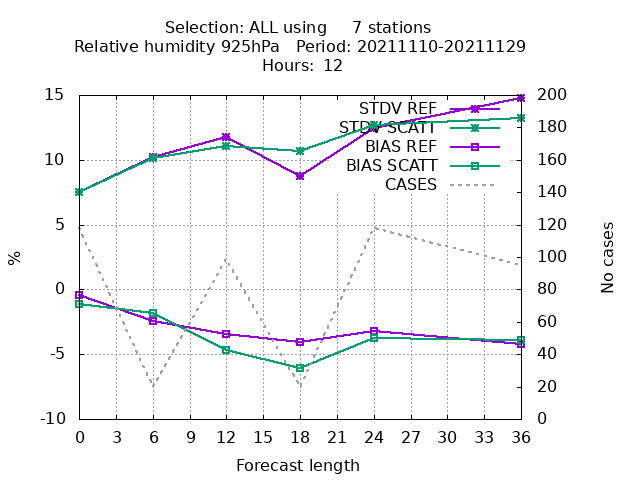 Selection: ALL using     7 stations
Relative humidity 925hPa   Period: 20211110-20211129
Hours:  12
15
10
5
0
-5
-10
%
STDV REF
STDV SCATT
BIAS REF
BIAS SCATT
CASES
200
180
160
140
120
100
80
60
40
20
0
No cases
0 3 6 9 12 15 18 21 24 27 30 33 36
Forecast length